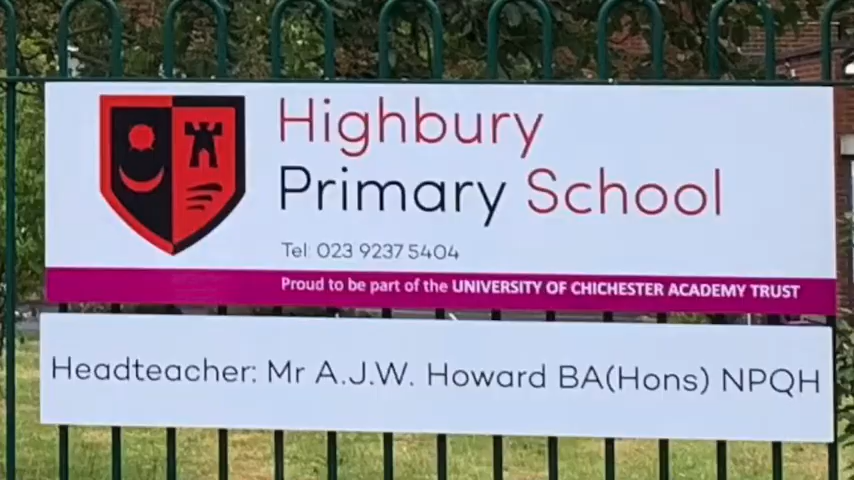 Highbury
Primary School
Tel: 023 9237 5404
Proud to be part of the UNIVERSITY OF CHICHESTER ACADEMY TRUST
Headteacher: Mr A.J.W. Howard BA(Hons) NPQH